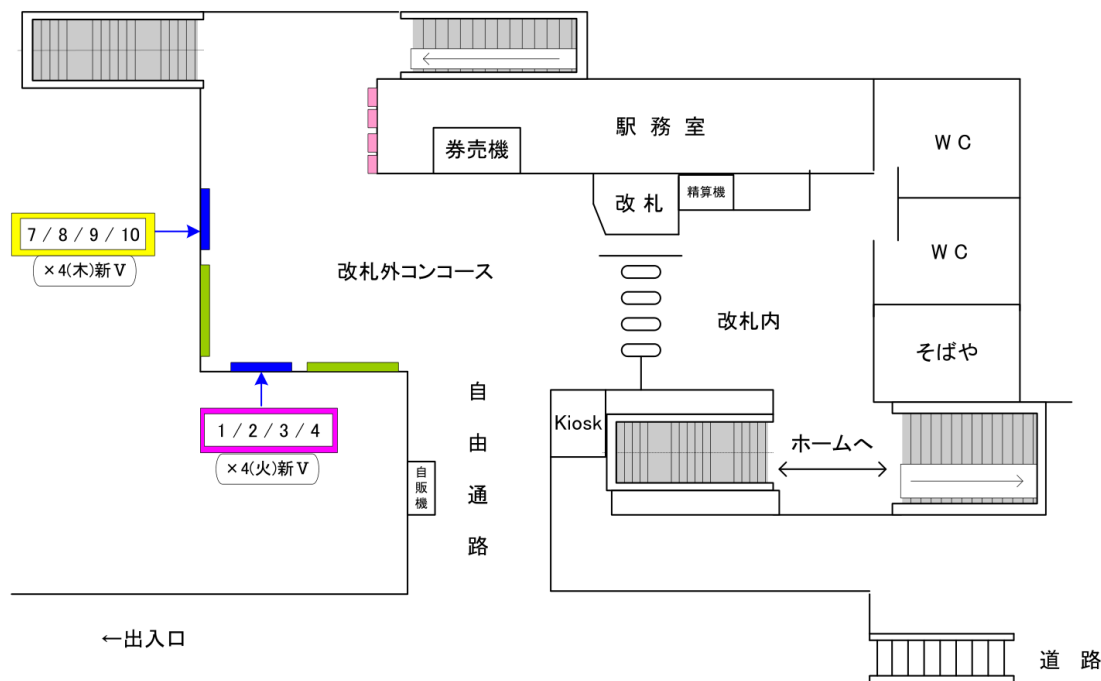 駅務室
券売機
WC
改札
精算機
7 / 8 / 9 / 10
×4(木)新V
改札外コンコース
WC
改札内
そばや
自由通路
1 / 2 / 3 / 4
×4(火)新V
Kiosk
ホームへ
自販機
←出入口
道路